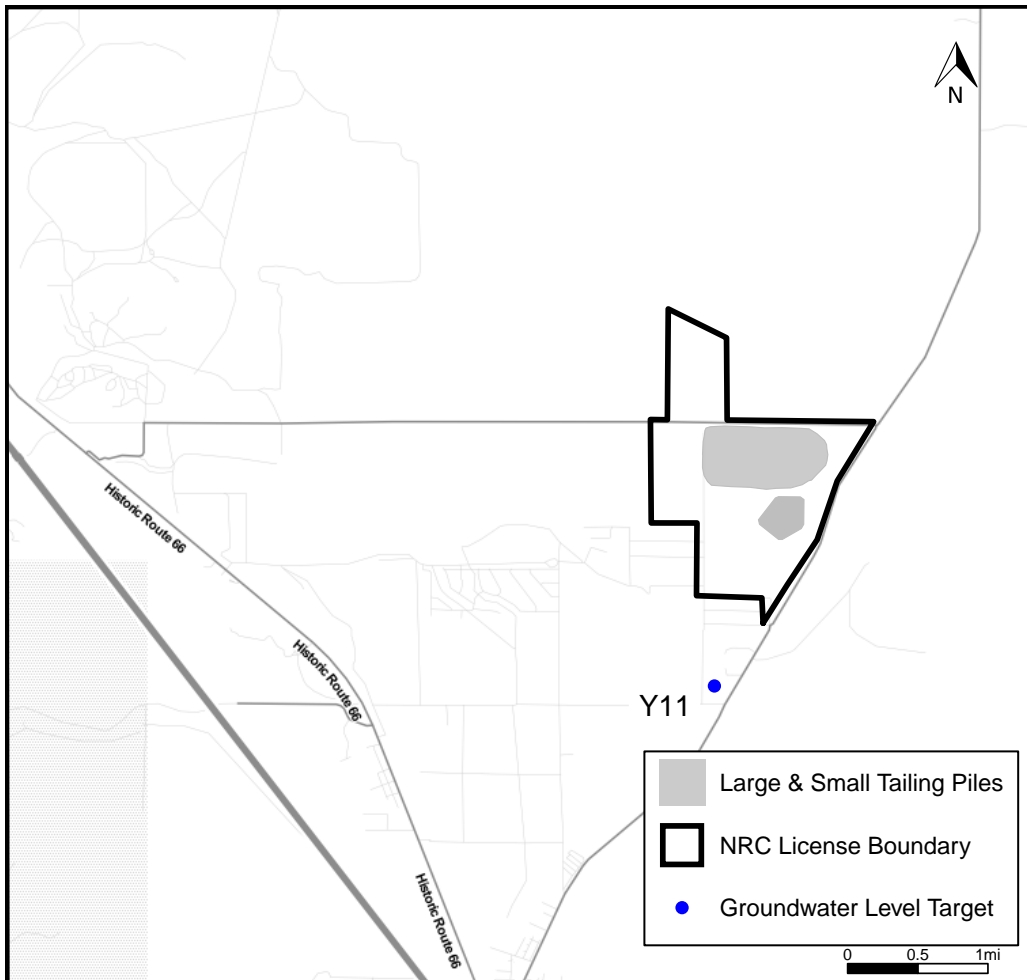 N
Historic Route 66
Historic Route 66
Y11
Large & Small Tailing Piles
NRC License Boundary
Groundwater Level Target
Historic Route 66
0 0.5 1mi